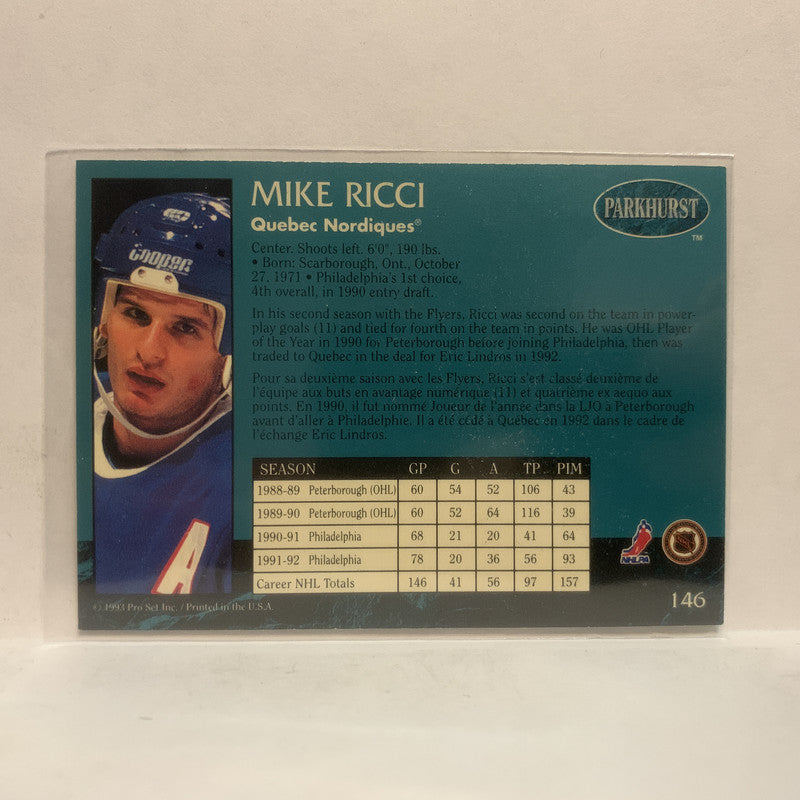 MIKE RICCI
Quebec Nordiques®
PARKHURST
™
cooper
Center. Shoots left. 6'0", 190 lbs.
• Born: Scarborough, Ont., October
27, 1971 • Philadelphia's 1st choice,
4th overall, in 1990 entry draft.
In his second season with the Flyers, Ricci was second on the team in power-
play goals (11) and tied for fourth on the team in points. He was OHL Player
of the Year in 1990 for Peterborough before joining Philadelphia, then was
traded to Quebec in the deal for Eric Lindros in 1992.
Pour sa deuxième saison avec les Flyers, Ricci s'est classé deuxième de
l'équipe aux buts en avantage numérique (11) et quatrième ex aequo aux
points. En 1990, il fut nommé Joueur de l'année dans la LJO à Peterborough
avant d'aller à Philadelphie. Il a été cédé à Québec en 1992 dans le cadre de
l'échange Eric Lindros.
SEASON GP G A TP PIM
1988-89 Peterborough (OHL) 60 54 52 106 43
1989-90 Peterborough (OHL) 60 52 64 116 39
1990-91 Philadelphia 68 21 20 41 64
1991-92 Philadelphia 78 20 36 56 93
Career NHL Totals 146 41 56 97 157
A
NHLPA
NHL
© 1993 Pro Set Inc. / Printed in the U.S.A.
146